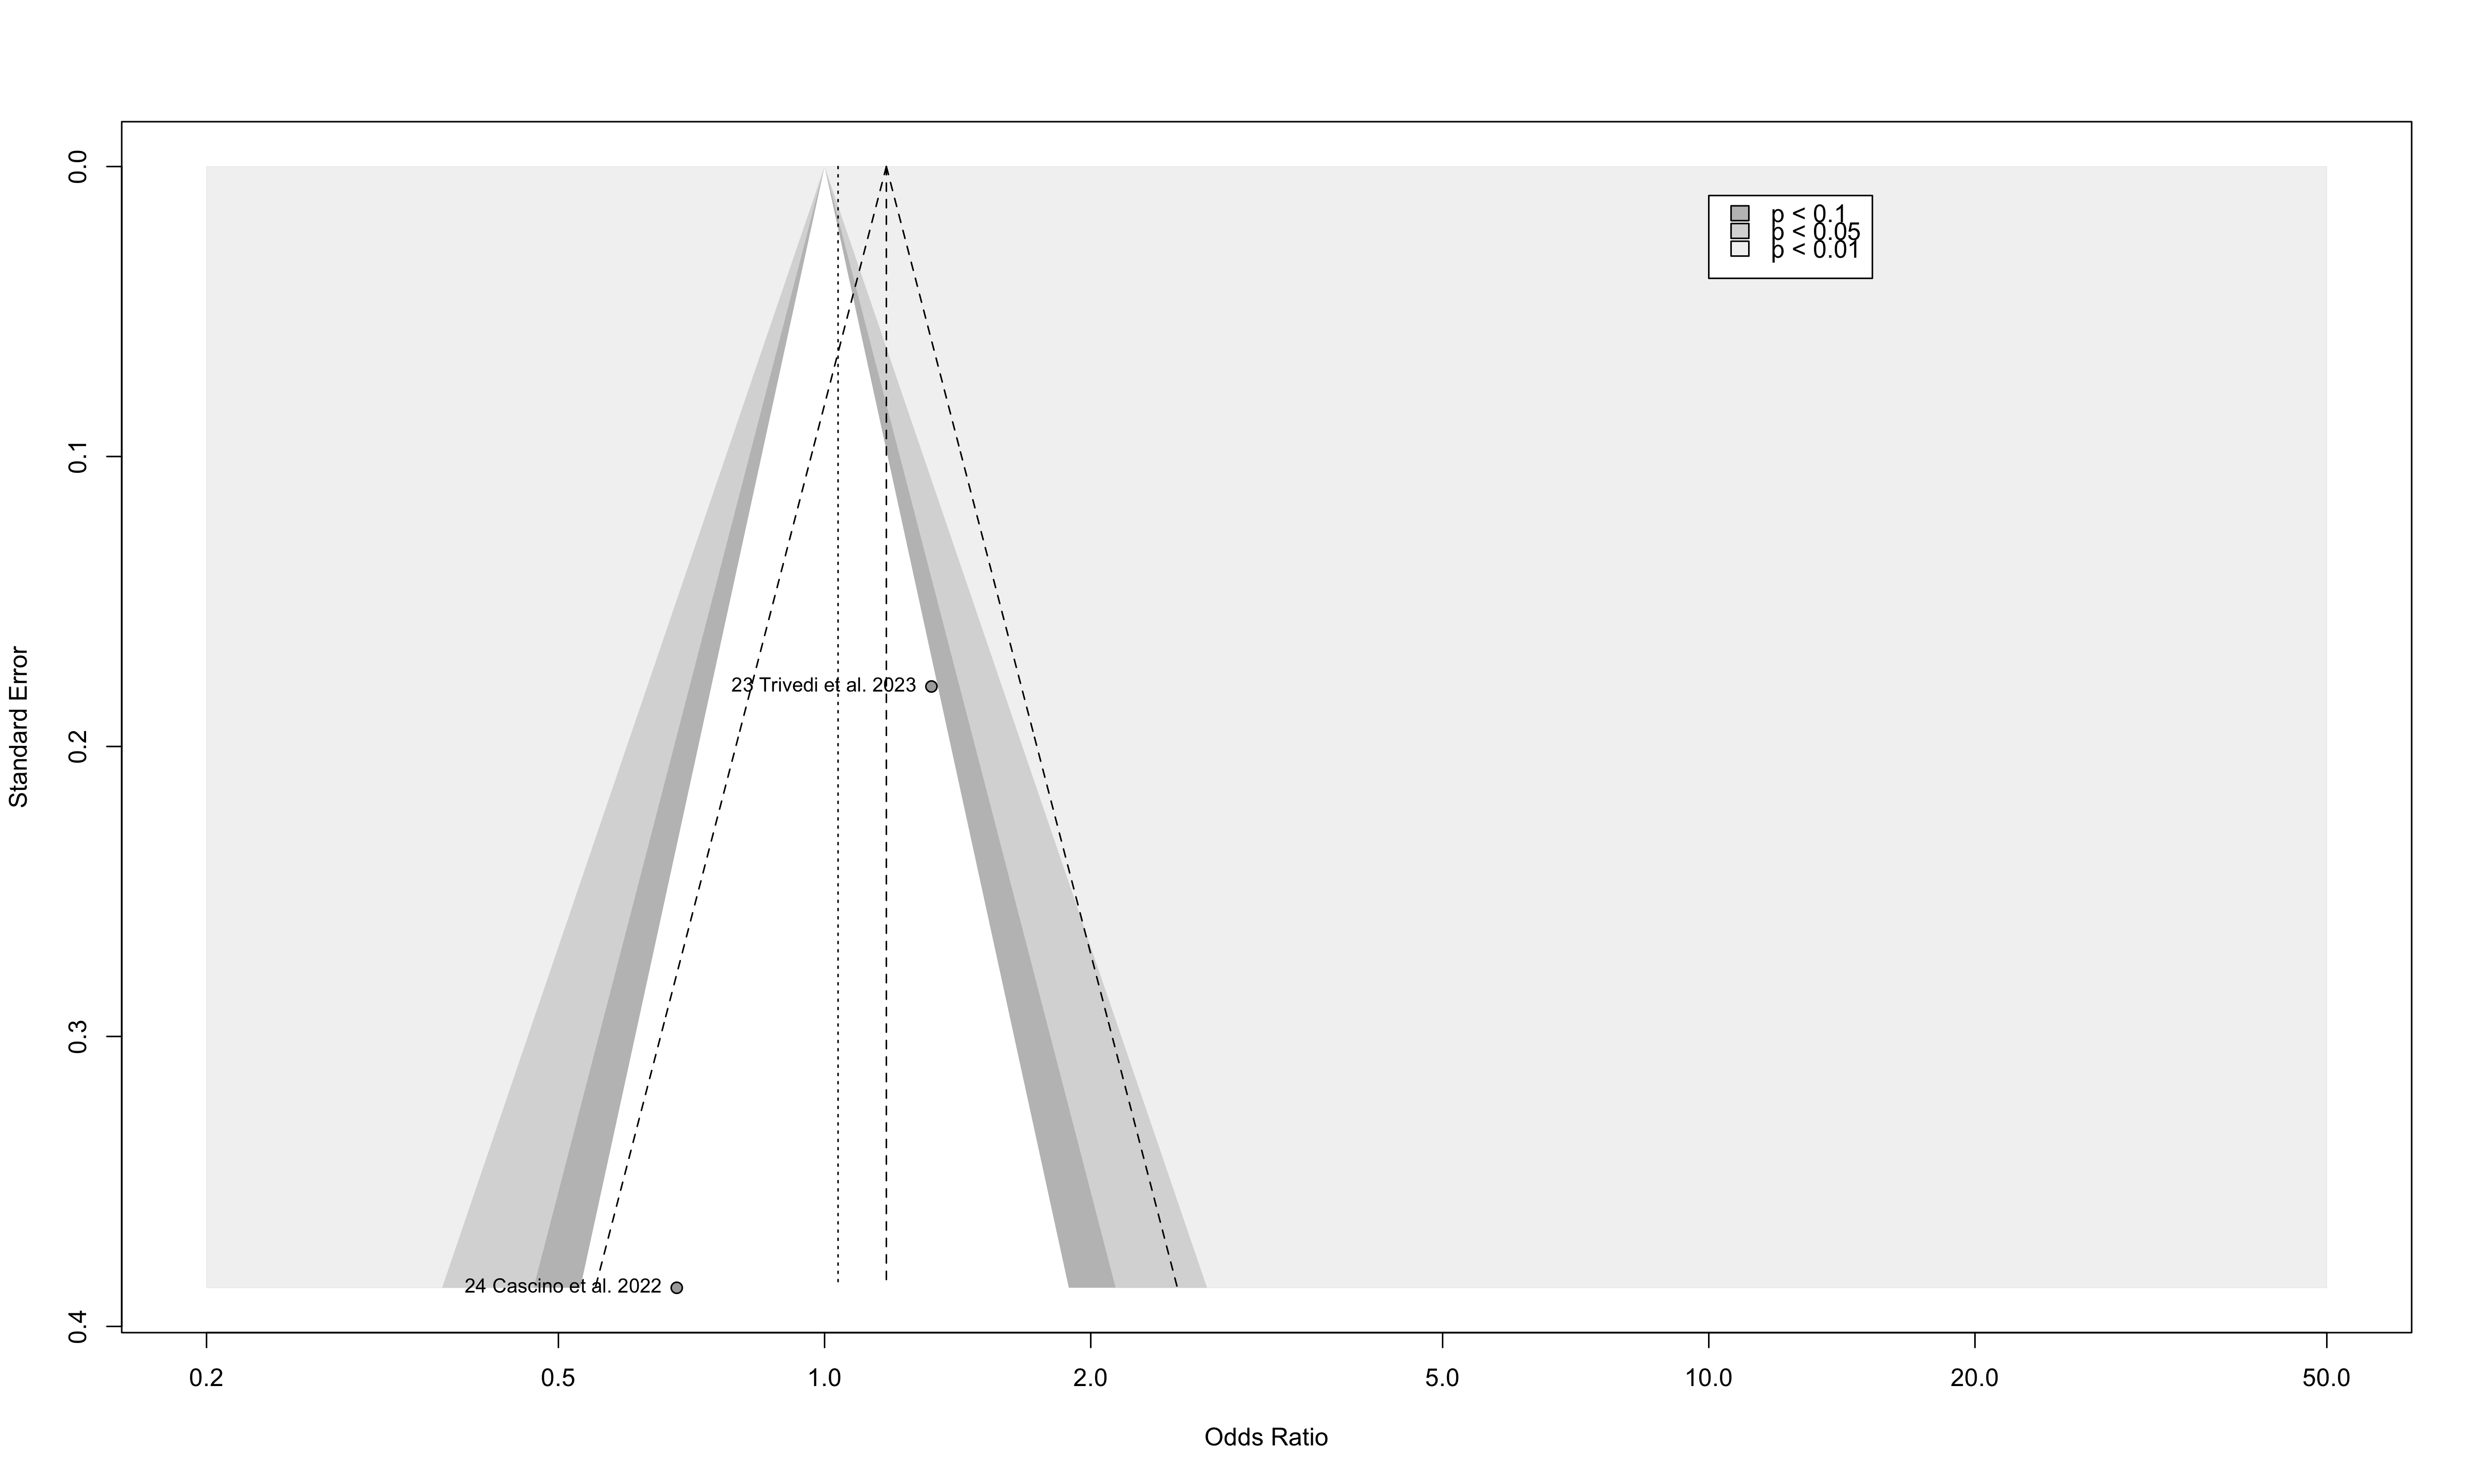 0.0
0.1
0.2
0.3
0.4
Standard Error
p < 0.1
p < 0.05
p < 0.01
23 Trivedi et al. 2023
24 Cascino et al. 2022
0.2 0.5 1.0 2.0 5.0 10.0 20.0 50.0
Odds Ratio